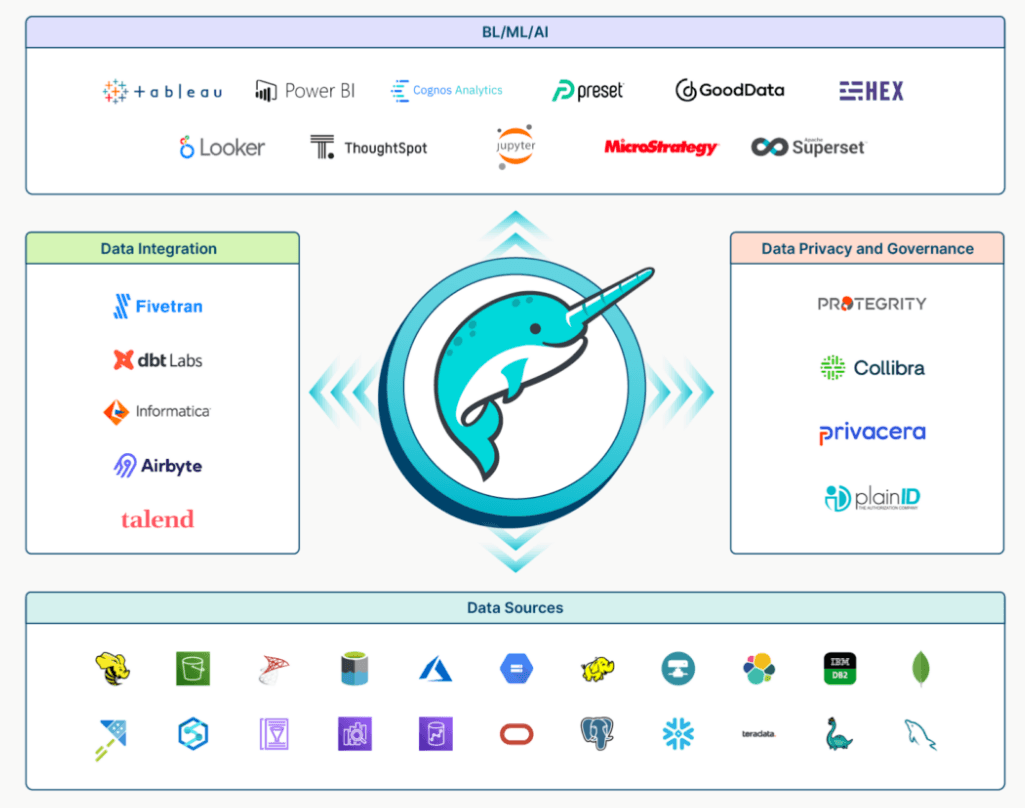 BL/ML/AI
+ableau
Power BI
Cognos Analytics
preset
GoodData
HEX
Looker
ThoughtSpot
jupyter
MicroStrategy
Apache
Superset
Data Integration
Fivetran
dbt Labs
Informatica
Airbyte
talend
Data Privacy and Governance
PROTEGRITY
Collibra
privacera
plainID
THE AUTHORIZATION COMPANY
Data Sources
IBM
DB2
teradata.